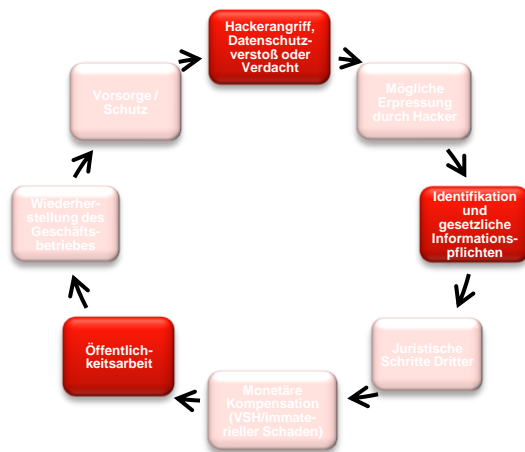 Hackerangriff,
Datenschutz-
verstoß oder
Verdacht
Mögliche
Erpressung
durch Hacker
Identifikation
und
gesetzliche
Informations-
pflichten
Juristische
Schritte Dritter
Monetäre
Kompensation
(VSH/immate-
rieller Schaden)
Öffentlich-
keitsarbeit
Wiederher-
stellung des
Geschäfts-
betriebes
Vorsorge /
Schutz